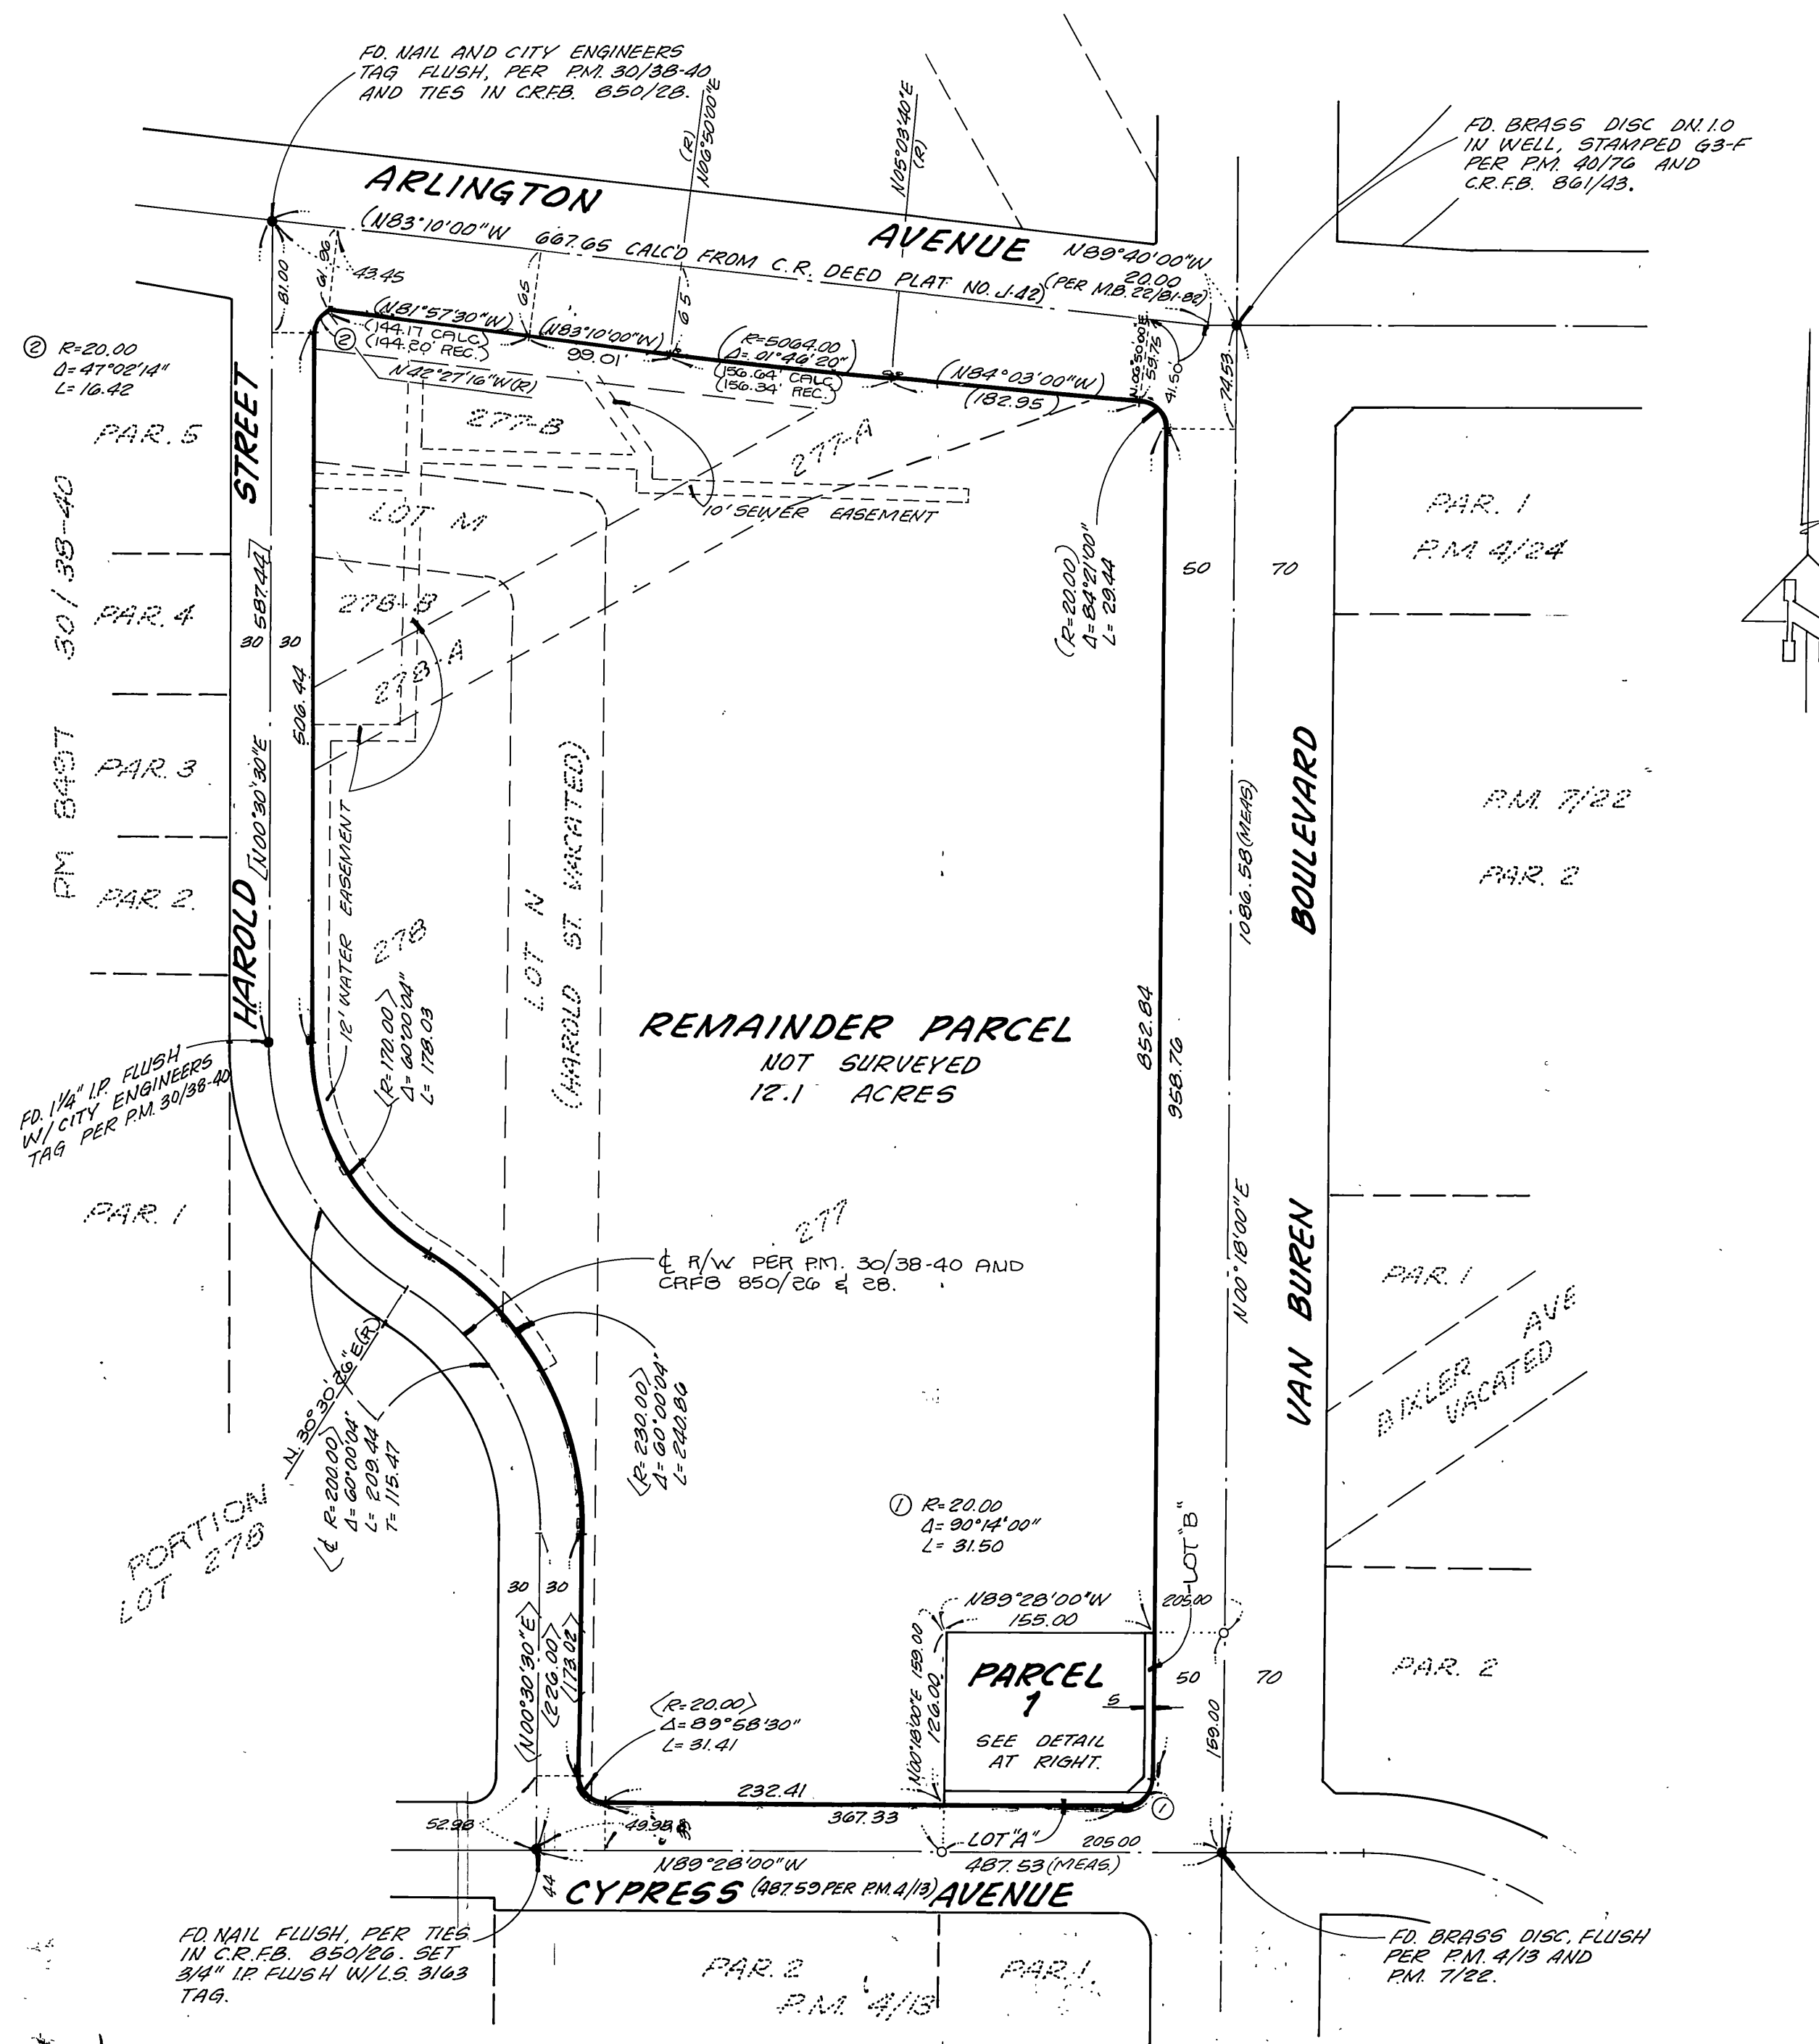 FD. NAIL AND CITY ENGINEERS
TAG FLUSH, PER P.M. 30/38-40
AND TIES IN C.R.F.B. 850/28.
(R)
N06°50'00"E
N05°03'40"E
(R)
FD. BRASS DISC DN. 1.0
IN WELL, STAMPED G3-F
PER P.M. 40/76 AND
C.R.F.B. 861/43.
ARLINGTON
AVENUE
(N83°10'00"W 667.65 CALC'D FROM C.R. DEED PLAT NO. J-42)
N89°40'00"W
20.00
(PER M.B. 22/81-82)
81.00
61.96
43.45
65
65
(N81°57'30"W)
(144.17 CALC)
(144.20' REC.)
(N83°10'00"W)
99.01'
(R=5064.00
Δ=01°46'20")
(156.64' CALC)
(156.34' REC.)
(N84°03'00"W)
(182.95)
N06°50'00"E
59.75
41.50'
74.53
②
N42°27'16"W(R)
② R=20.00
Δ=47°02'14"
L=16.42
PAR. 5
PAR. 4
PAR. 3
PAR. 2.
PAR. 1
PM 8407 30/38-40
HAROLD STREET
587.44
30 30
506.44
[N00°30'30"E
277-B
277-A
LOT M
10' SEWER EASEMENT
278-B
278-A
12' WATER EASEMENT
278
LOT N
(HAROLD ST. VACATED)
(R=20.00)
Δ=84°21'00"
L=29.44
50 70
PAR. 1
P.M. 4/24
P.M. 7/22
PAR. 2
1086.58 (MEAS)
VAN BUREN BOULEVARD
N00°18'00"E
852.84
958.76
REMAINDER PARCEL
NOT SURVEYED
12.1 ACRES
277
⟨R=170.00⟩
Δ=60°00'04"
L=178.03
FD. 1 1/4" I.P. FLUSH
W/ CITY ENGINEERS
TAG PER P.M. 30/38-40
℄ R/W PER P.M. 30/38-40 AND
CRFB 850/26 & 28.
N.30°30'26"E(R)
⟨℄ R=200.00⟩
Δ=60°00'04"
L=209.44
T=115.47
⟨R=230.00⟩
Δ=60°00'04"
L=240.86
PORTION
LOT 278
PAR. 1
BIXLER AVE
VACATED
PAR. 2
① R=20.00
Δ=90°14'00"
L=31.50
LOT "B"
N89°28'00"W
155.00
205.00
30 30
⟨N00°30'30"E⟩
⟨226.00⟩
⟨173.02⟩
N00°18'00"E 159.00
126.00
PARCEL
1
SEE DETAIL
AT RIGHT.
5
50 70
159.00
⟨R=20.00⟩
Δ=89°58'30"
L=31.41
232.41
367.33
①
52.98
49.98
33
LOT "A"
205.00
N89°28'00"W
487.53 (MEAS.)
44
CYPRESS (487.59 PER P.M. 4/13) AVENUE
FD. NAIL FLUSH, PER TIES
IN C.R.F.B. 850/26. SET
3/4" I.P. FLUSH W/L.S. 3163
TAG.
PAR. 2
PAR. 1.
P.M. 4/13
FD. BRASS DISC, FLUSH
PER P.M. 4/13 AND
P.M. 7/22.